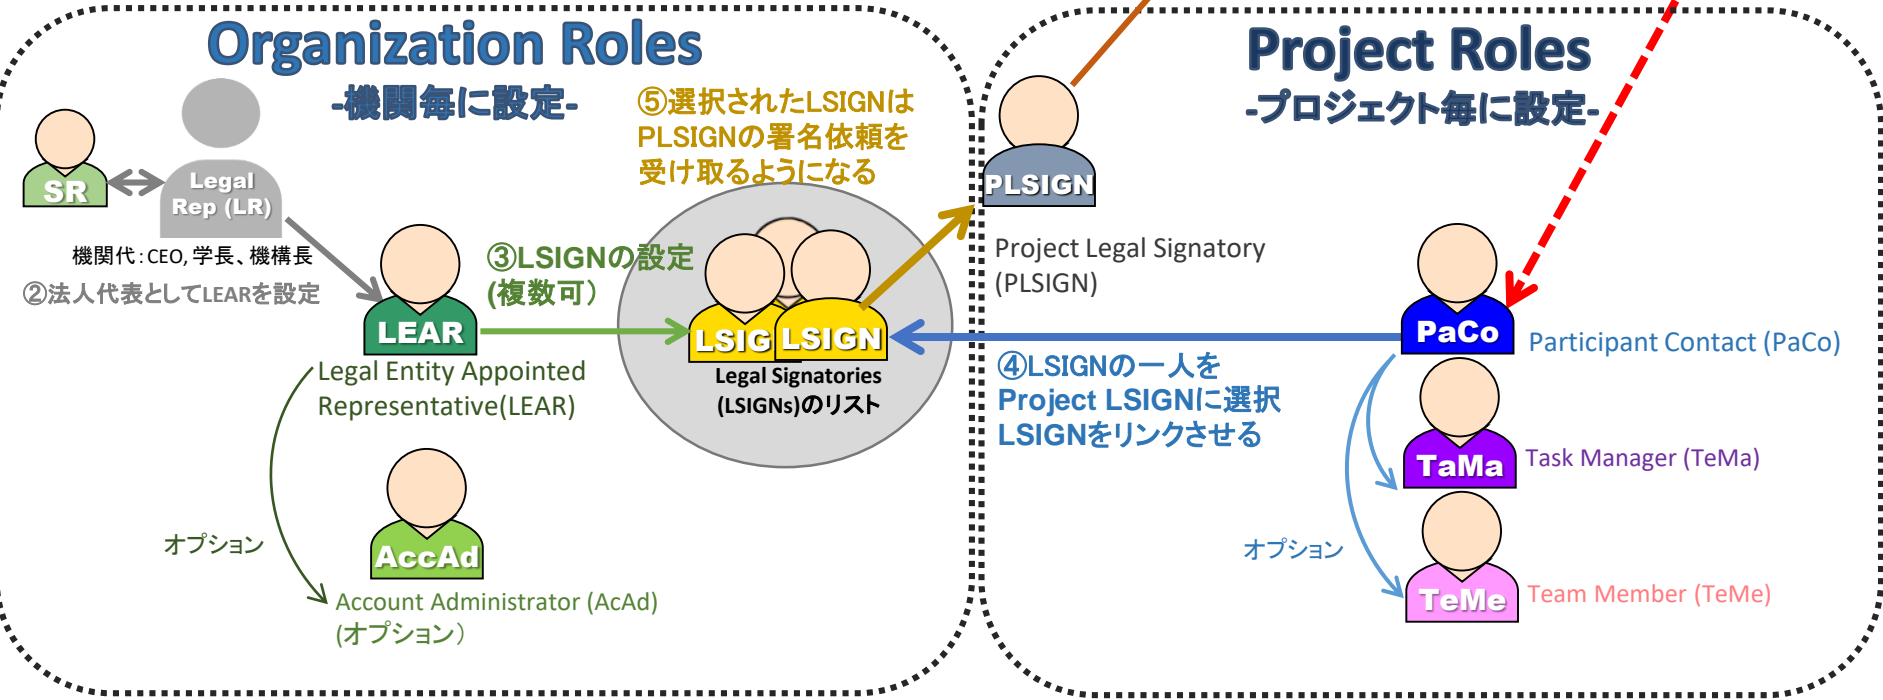 Organization Roles
-機関毎に設定-
SR
Legal
Rep (LR)
機関代：CEO, 学長、機構長
②法人代表としてLEARを設定
LEAR
Legal Entity Appointed
Representative(LEAR)
オプション
AccAd
Account Administrator (AcAd)
(オプション）
③LSIGNの設定
(複数可）
⑤選択されたLSIGNは
PLSIGNの署名依頼を
受け取るようになる
LSIG
LSIGN
Legal Signatories
(LSIGNs)のリスト
Project Roles
-プロジェクト毎に設定-
PLSIGN
Project Legal Signatory
(PLSIGN)
④LSIGNの一人を
Project LSIGNに選択
LSIGNをリンクさせる
PaCo
Participant Contact (PaCo)
TaMa
Task Manager (TeMa)
オプション
TeMe
Team Member (TeMe)